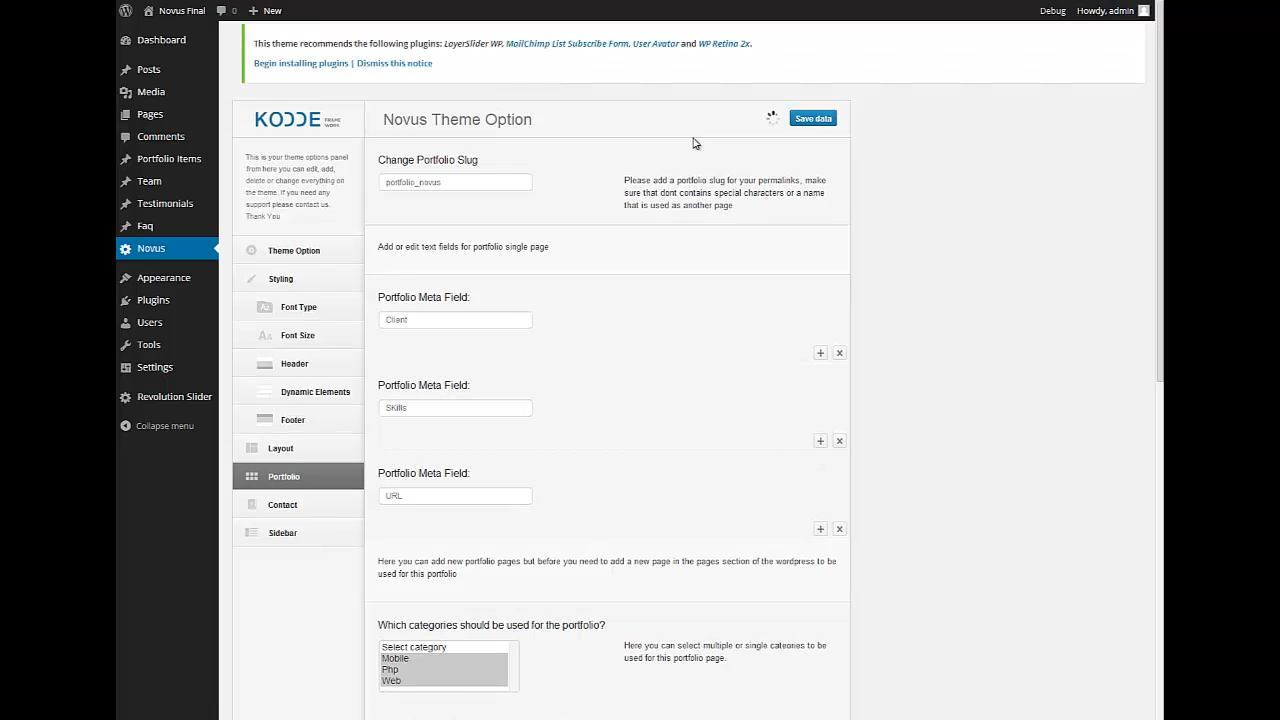 Novus Final 0 New Debug Howdy, admin
Dashboard
Posts
Media
Pages
Comments
Portfolio Items
Team
Testimonials
Faq
Novus
Appearance
Plugins
Users
Tools
Settings
Revolution Slider
Collapse menu
This theme recommends the following plugins: LayerSlider WP, MailChimp List Subscribe Form, User Avatar and WP Retina 2x.
Begin installing plugins | Dismiss this notice
KODDE FRAME WORK
This is your theme options panel
from here you can edit, add,
delete or change everything on
the theme. If you need any
support please contact us.
Thank You
Theme Option
Styling
Font Type
Font Size
Header
Dynamic Elements
Footer
Layout
Portfolio
Contact
Sidebar
Novus Theme Option
Save data
Change Portfolio Slug
portfolio_novus
Please add a portfolio slug for your permalinks, make
sure that dont contains special characters or a name
that is used as another page
Add or edit text fields for portfolio single page
Portfolio Meta Field:
Client
+ x
Portfolio Meta Field:
SKills
+ x
Portfolio Meta Field:
URL
+ x
Here you can add new portfolio pages but before you need to add a new page in the pages section of the wordpress to be
used for this portfolio
Which categories should be used for the portfolio?
Select category
Mobile
Php
Web
Here you can select multiple or single cateories to be
used for this portfolio page.